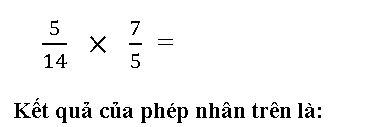 5/14 × 7/5 =
Kết quả của phép nhân trên là: